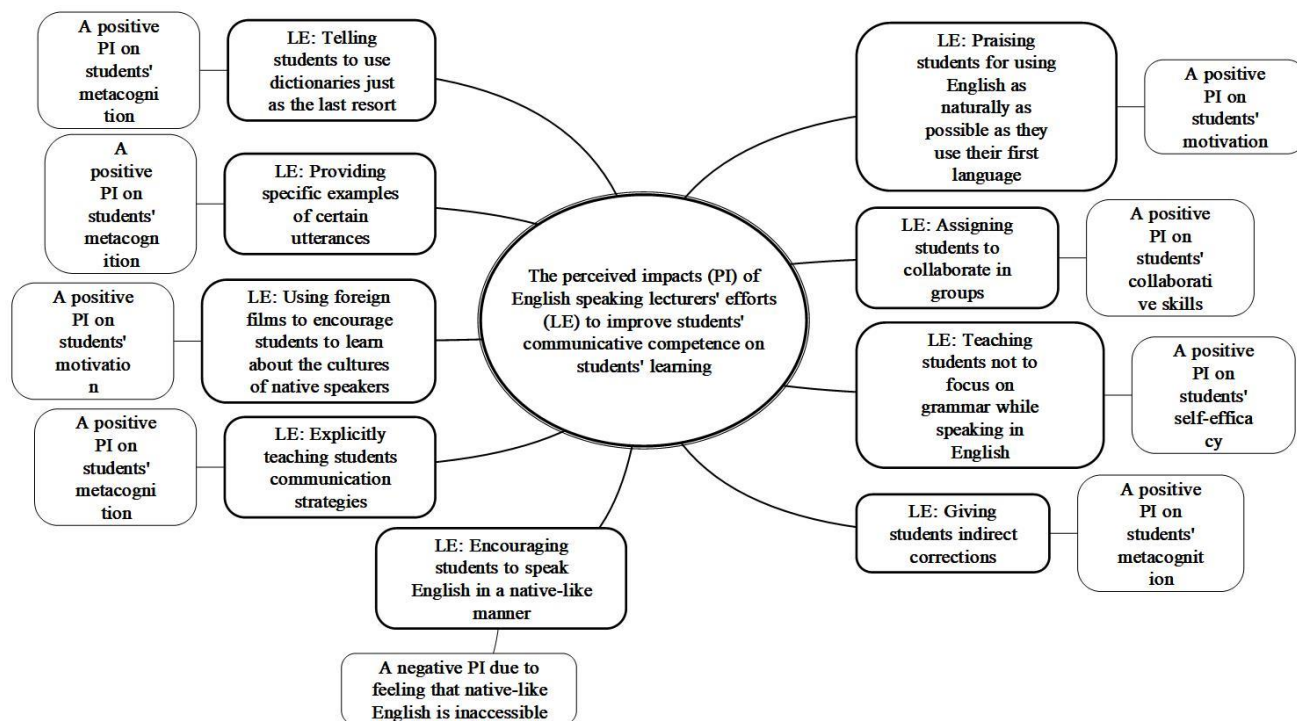 A positive
PI on
students'
metacogni
tion
LE: Telling
students to use
dictionaries just
as the last resort
A
positive
PI on
students'
metacogn
ition
LE: Providing
specific examples
of certain
utterances
A positive
PI on
students'
motivatio
n
LE: Using foreign
films to encourage
students to learn
about the cultures
of native speakers
A positive
PI on
students'
metacogni
tion
LE: Explicitly
teaching students
communication
strategies
LE: Encouraging
students to speak
English in a native-like
manner
A negative PI due to
feeling that native-like
English is inaccessible
The perceived impacts (PI) of
English speaking lecturers' efforts
(LE) to improve students'
communicative competence on
students' learning
LE: Praising
students for using
English as
naturally as
possible as they
use their first
language
A positive
PI on
students'
motivation
LE: Assigning
students to
collaborate in
groups
A positive
PI on
students'
collaborati
ve skills
LE: Teaching
students not to
focus on
grammar while
speaking in
English
A positive
PI on
students'
self-effica
cy
LE: Giving
students indirect
corrections
A positive
PI on
students'
metacognit
ion